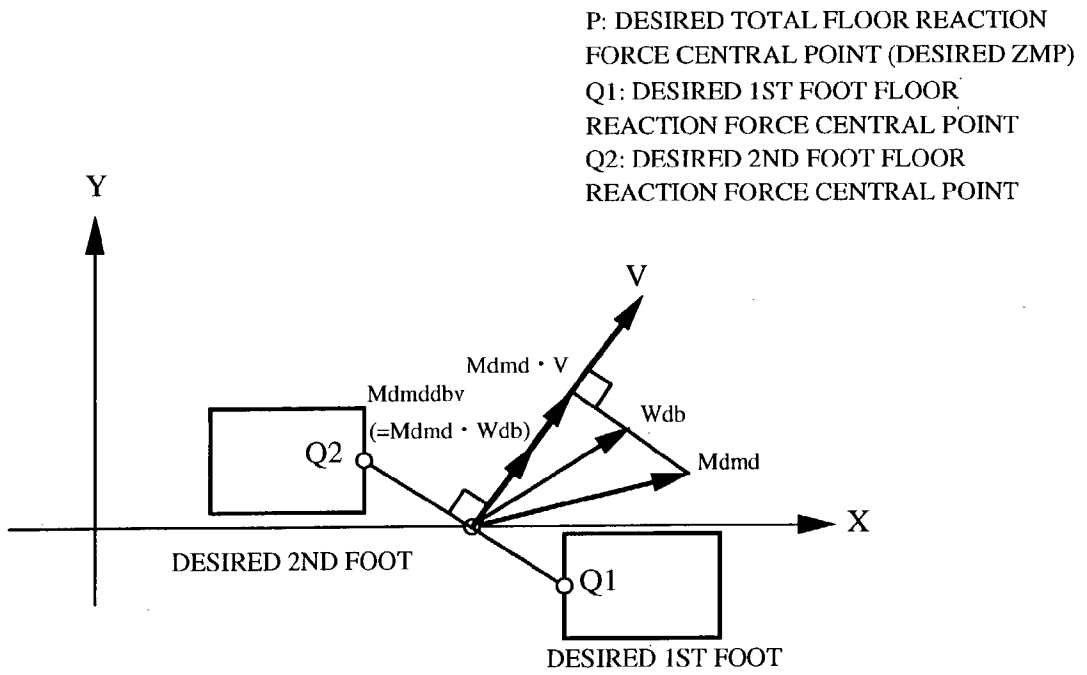 P: DESIRED TOTAL FLOOR REACTION
FORCE CENTRAL POINT (DESIRED ZMP)
Q1: DESIRED 1ST FOOT FLOOR
REACTION FORCE CENTRAL POINT
Q2: DESIRED 2ND FOOT FLOOR
REACTION FORCE CENTRAL POINT
Y
V
Mdmd・V
Mdmddbv
(=Mdmd・Wdb)
Wdb
Q2
Mdmd
X
DESIRED 2ND FOOT
Q1
DESIRED 1ST FOOT